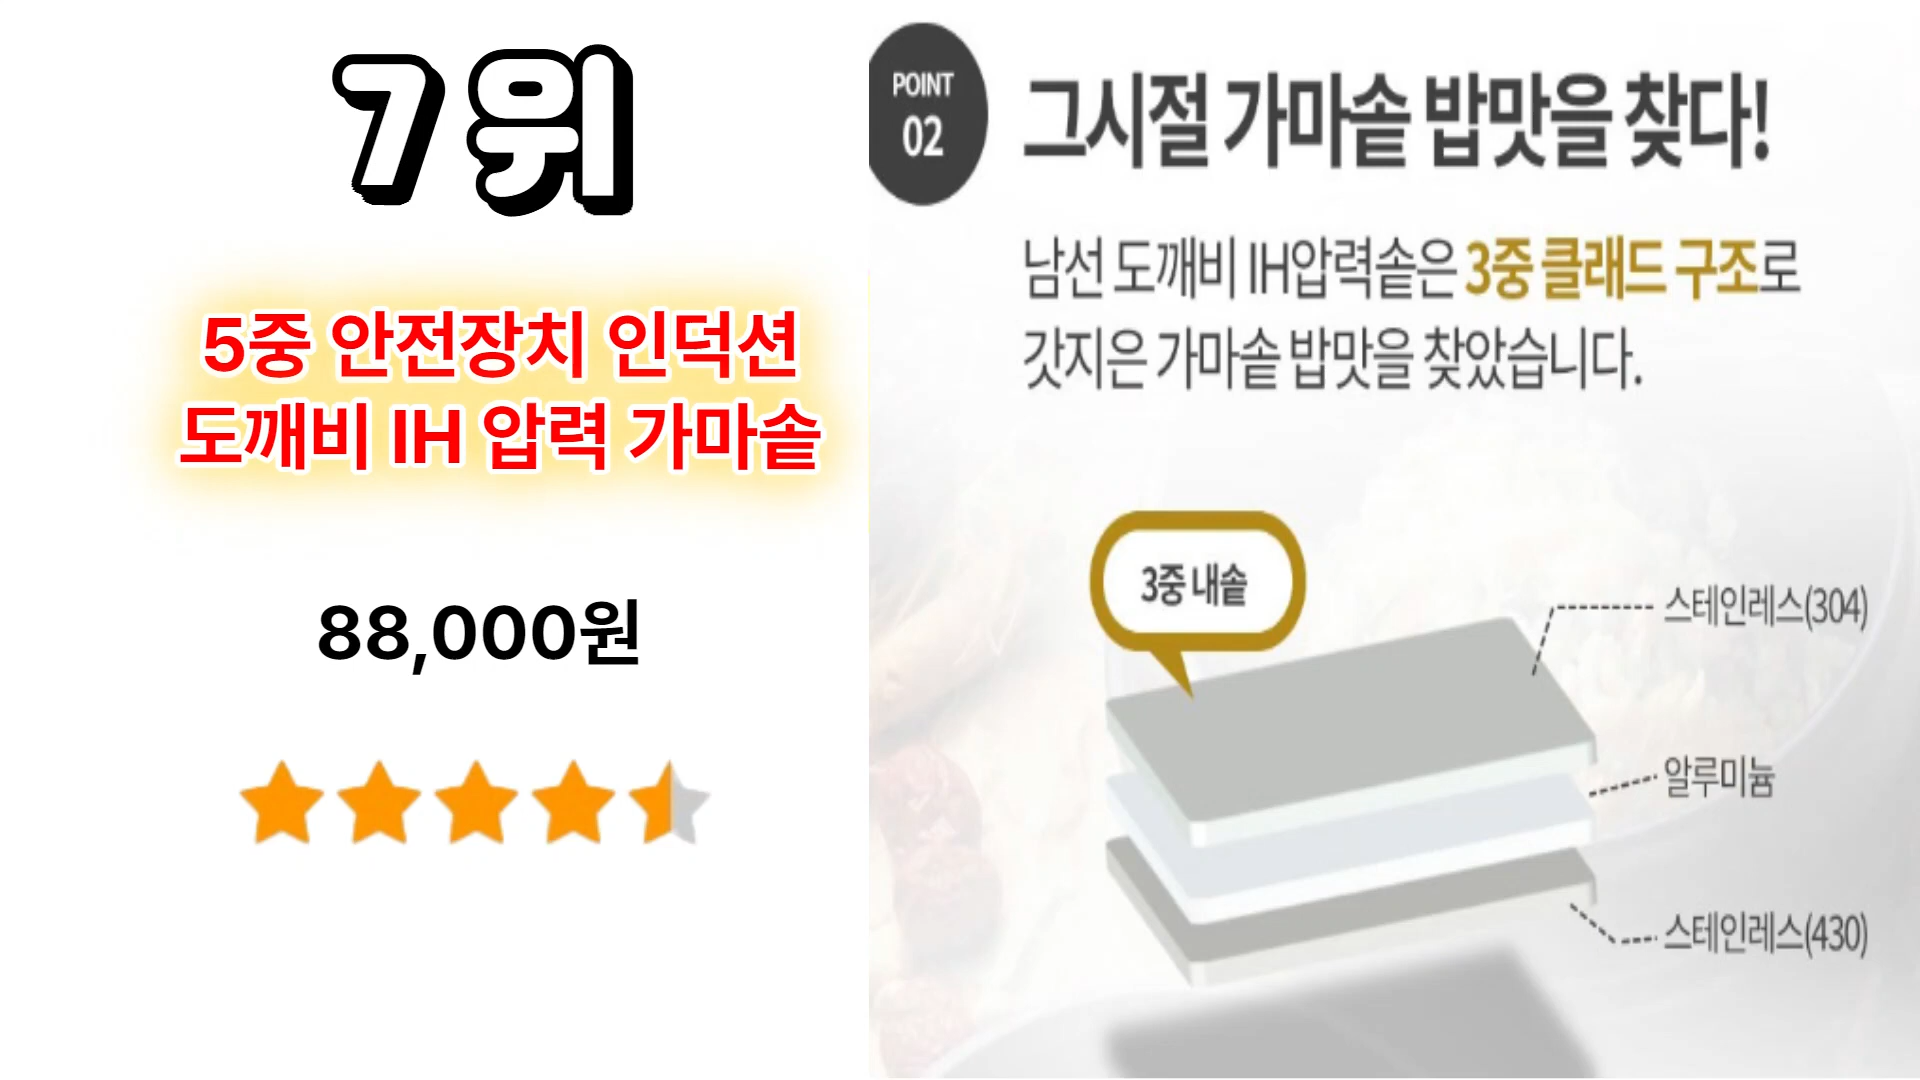 7위
5중 안전장치 인덕션
도깨비 IH 압력 가마솥
88,000원
POINT
02
그시절 가마솥 밥맛을 찾다!
남선 도깨비 IH압력솥은 3중 클래드 구조로
갓지은 가마솥 밥맛을 찾았습니다.
3중 내솥
스테인레스(304)
알루미늄
스테인레스(430)